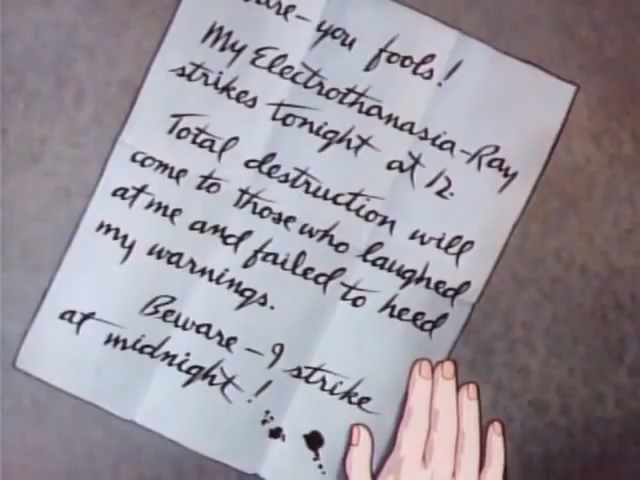 you fools!
My Electrothanasia-Ray
strikes tonight at 12.
Total destruction will
come to those who laughed
at me and failed to heed
my warnings.
Beware - I strike
at midnight!